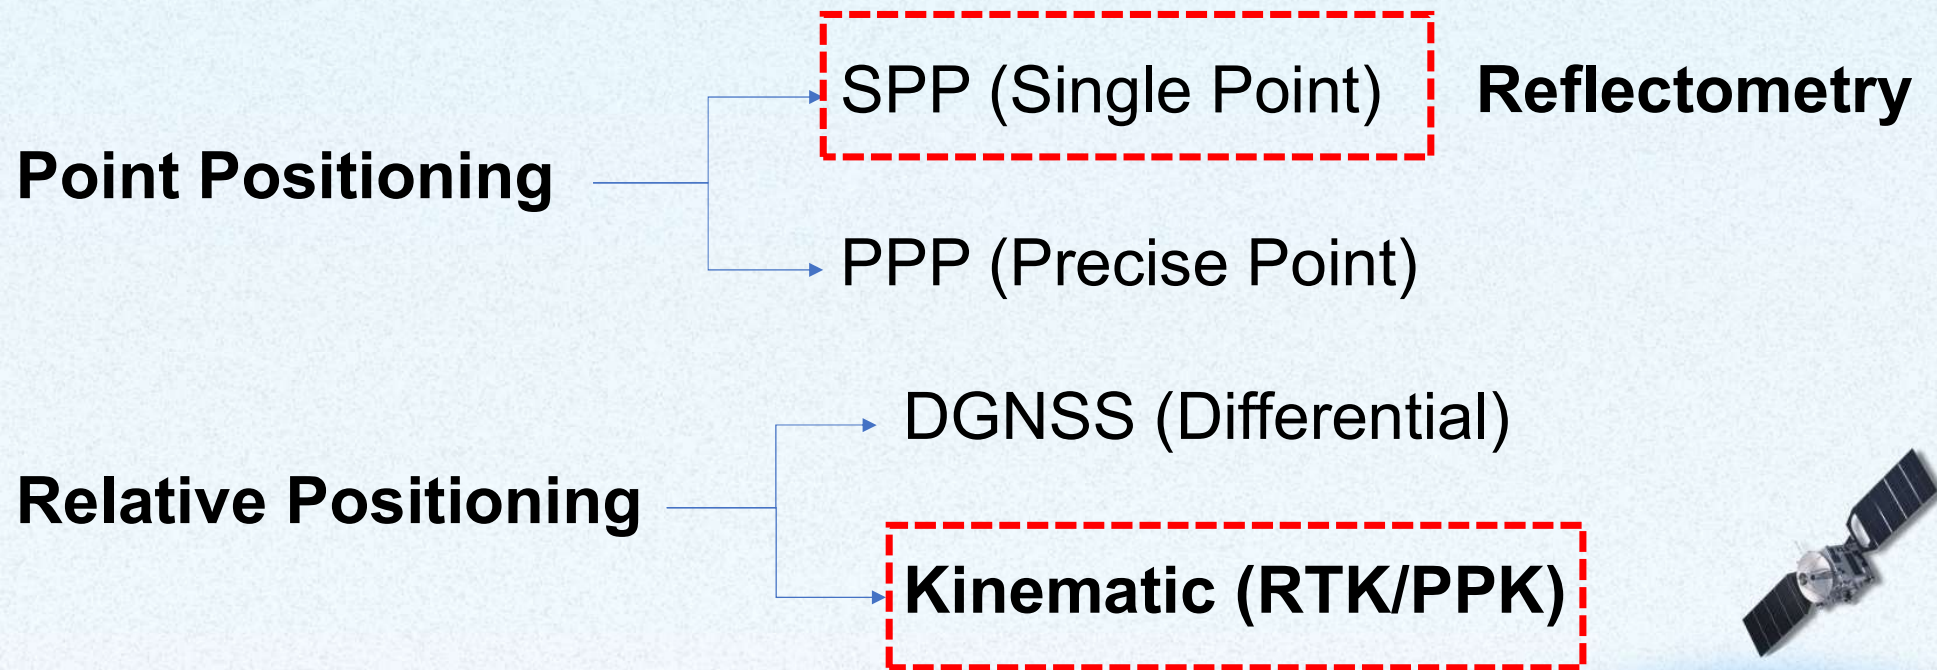 SPP (Single Point) Reflectometry
Point Positioning
PPP (Precise Point)
DGNSS (Differential)
Relative Positioning
Kinematic (RTK/PPK)